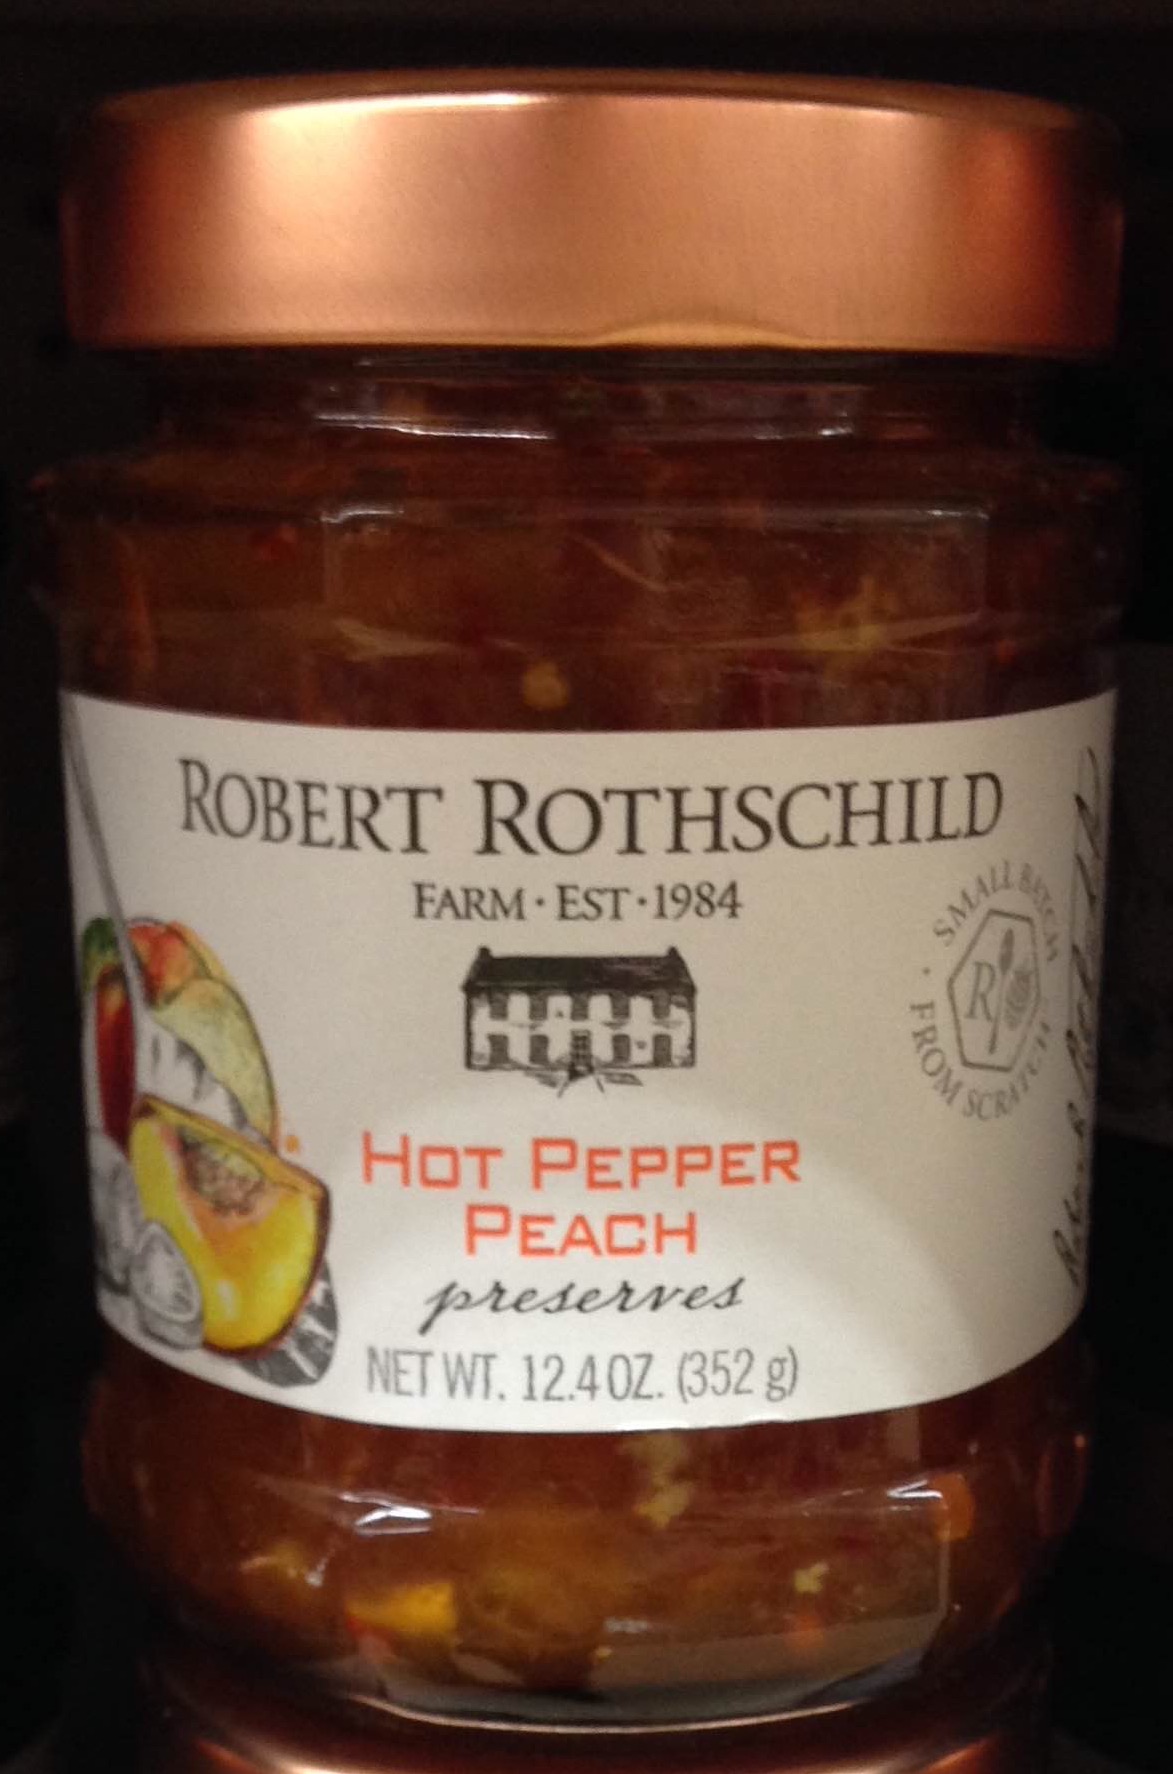 ROBERT ROTHSCHILD
FARM · EST · 1984
HOT PEPPER
PEACH
preserves
NET WT. 12.4 OZ. (352 g)
SMALL BATCH
· FROM SCRATCH
R